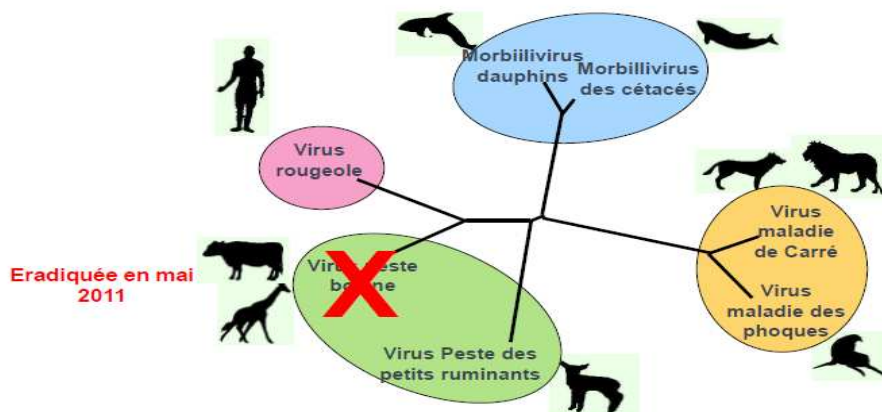 Morbiilivirus
dauphins
Morbillivirus
des cétacés
Virus
rougeole
Virus
maladie
de Carré
Virus
maladie des
phoques
Eradiquée en mai
2011
Virus Peste des
petits ruminants